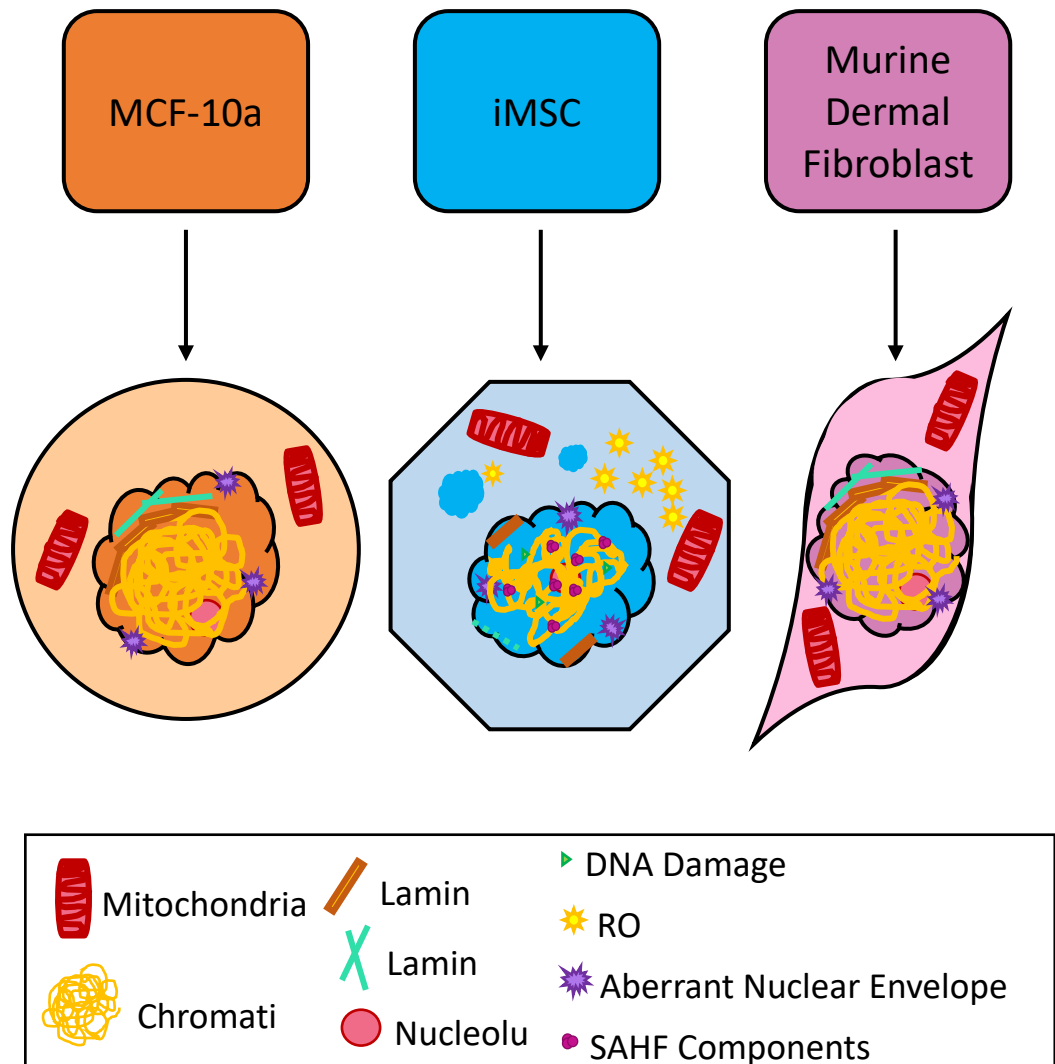 MCF-10a
iMSC
Murine
Dermal
Fibroblast
Mitochondria
Chromati
Lamin
Lamin
Nucleolu
DNA Damage
RO
Aberrant Nuclear Envelope
SAHF Components